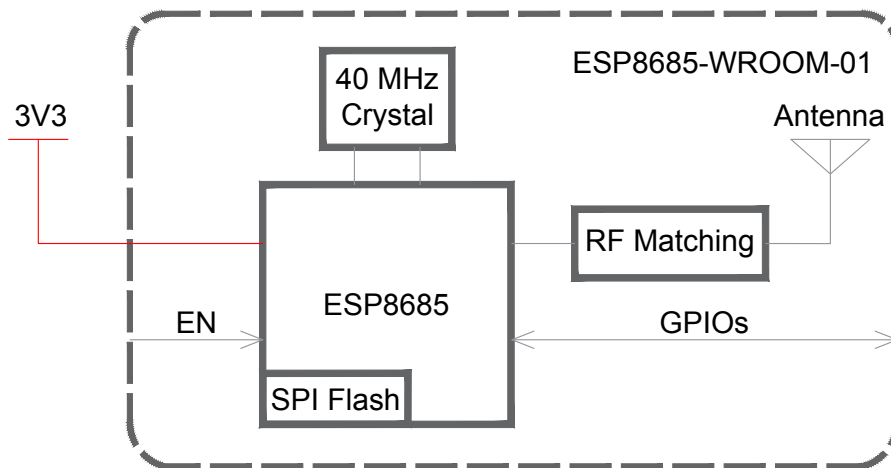 ESP8685-WROOM-01
40 MHz
Crystal
3V3
Antenna
RF Matching
ESP8685
EN
GPIOs
SPI Flash